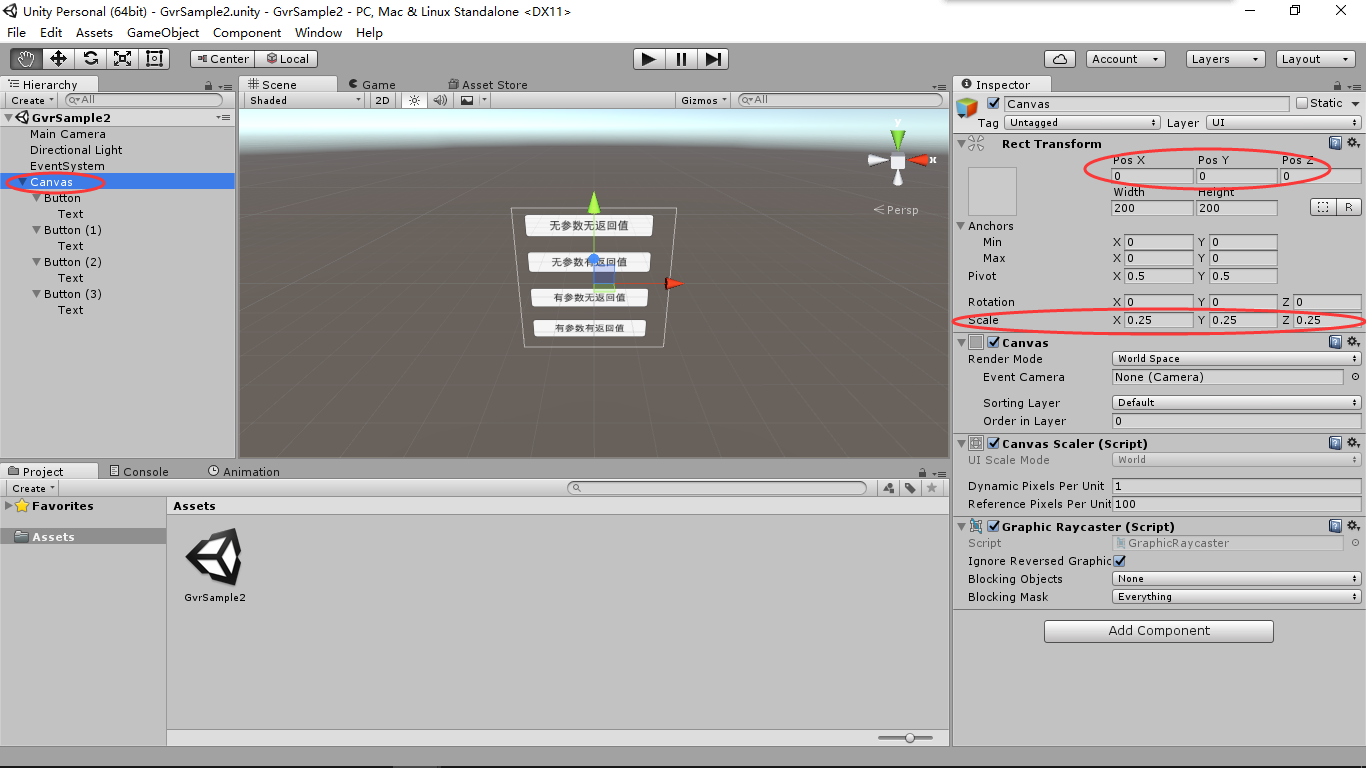 Unity Personal (64bit) - GvrSample2.unity - GvrSample2 - PC, Mac & Linux Standalone <DX11>
File Edit Assets GameObject Component Window Help
Center Local Account Layers Layout
Hierarchy
Create All
GvrSample2
Main Camera
Directional Light
EventSystem
Canvas
Button
Text
Button (1)
Text
Button (2)
Text
Button (3)
Text
Scene Game Asset Store
Shaded 2D Gizmos All
y
x
Persp
无参数无返回值
无参数有返回值
有参数无返回值
有参数有返回值
Inspector
Canvas Static
Tag Untagged Layer UI
Rect Transform
Pos X Pos Y Pos Z
0 0 0
Width Height
200 200 R
Anchors
Min X 0 Y 0
Max X 0 Y 0
Pivot X 0.5 Y 0.5
Rotation X 0 Y 0 Z 0
Scale X 0.25 Y 0.25 Z 0.25
Canvas
Render Mode World Space
Event Camera None (Camera)
Sorting Layer Default
Order in Layer 0
Canvas Scaler (Script)
UI Scale Mode World
Dynamic Pixels Per Unit 1
Reference Pixels Per Unit 100
Graphic Raycaster (Script)
Script GraphicRaycaster
Ignore Reversed Graphic
Blocking Objects None
Blocking Mask Everything
Add Component
Project Console Animation
Create
Favorites
Assets
Assets
GvrSample2